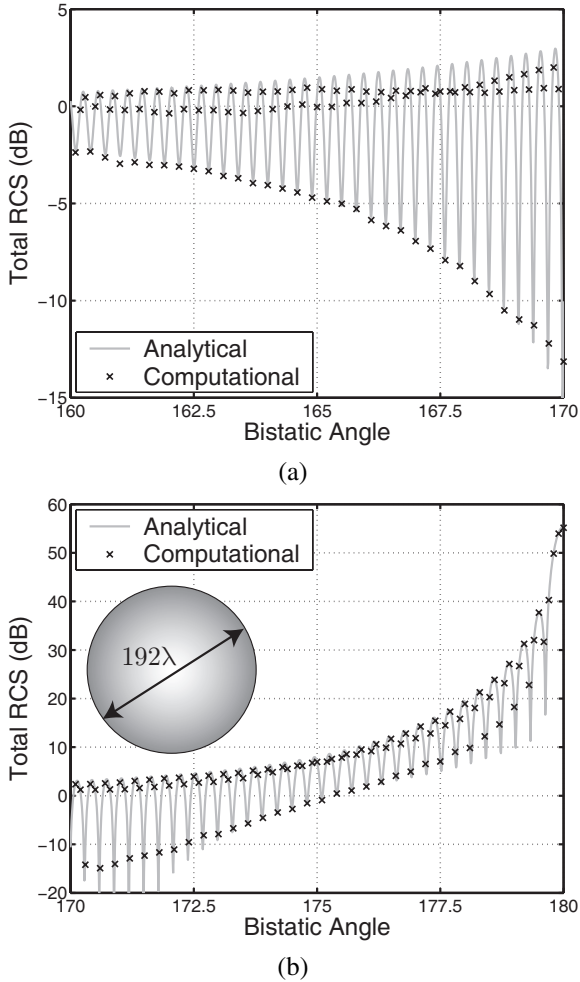 5
0
−5
−10
−15
Total RCS (dB)
Analytical
Computational
160 162.5 165 167.5 170
Bistatic Angle
(a)
60
50
40
30
20
10
0
−10
−20
Total RCS (dB)
Analytical
Computational
192λ
170 172.5 175 177.5 180
Bistatic Angle
(b)